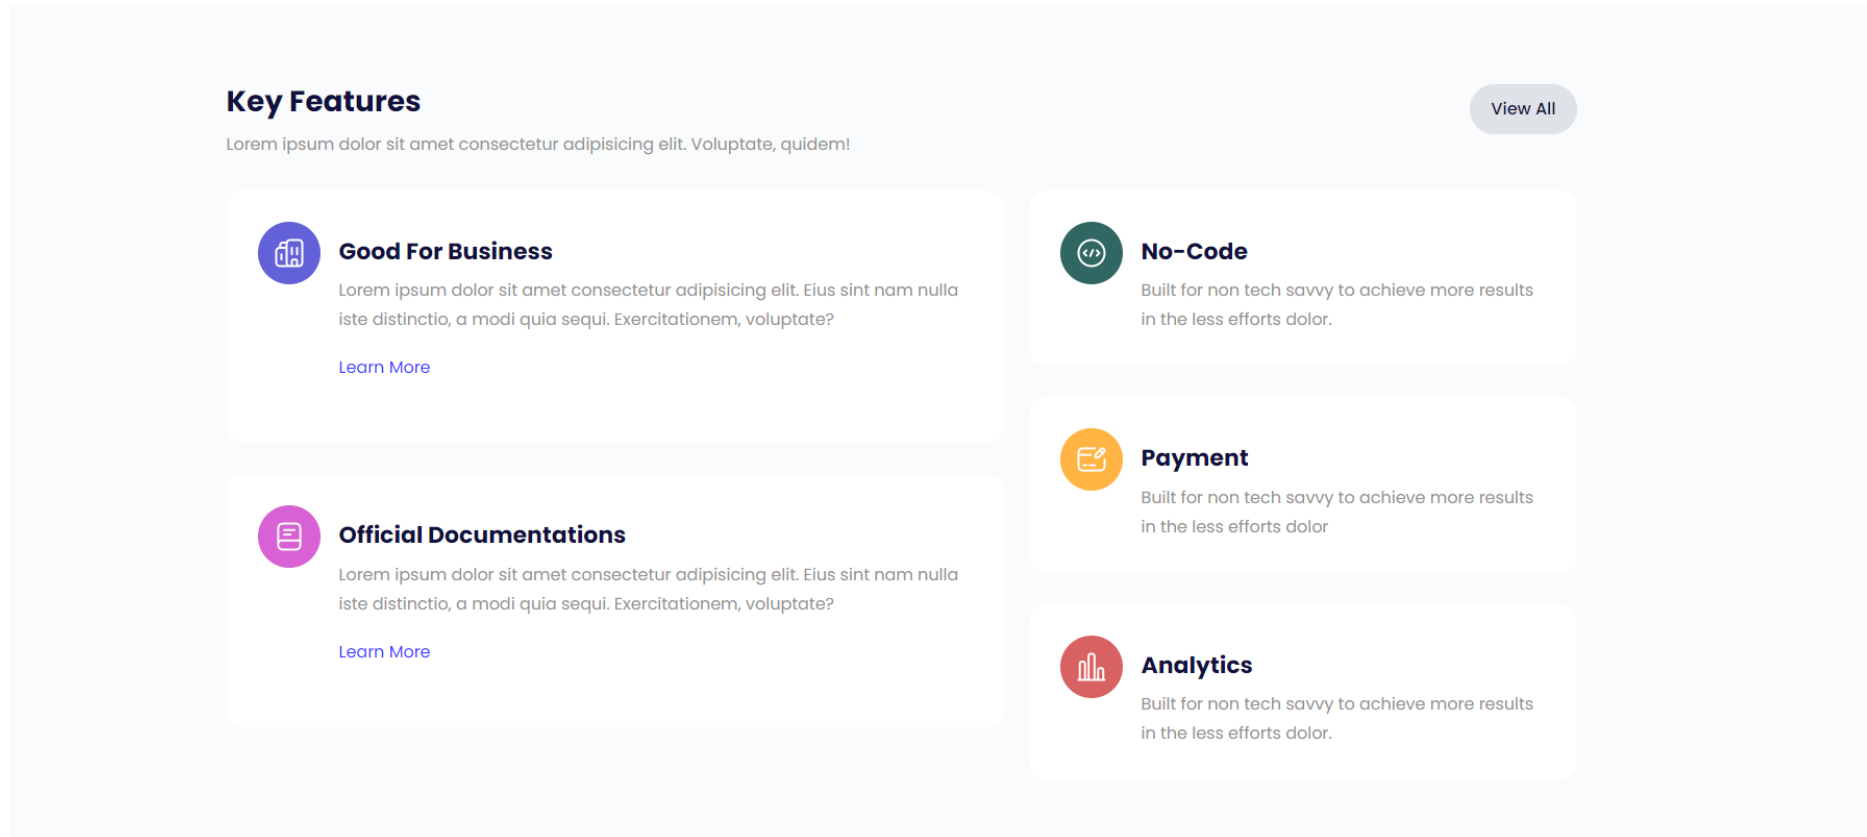 Key Features
View All
Lorem ipsum dolor sit amet consectetur adipisicing elit. Voluptate, quidem!
Good For Business
Lorem ipsum dolor sit amet consectetur adipisicing elit. Eius sint nam nulla
iste distinctio, a modi quia sequi. Exercitationem, voluptate?
Learn More
Official Documentations
Lorem ipsum dolor sit amet consectetur adipisicing elit. Eius sint nam nulla
iste distinctio, a modi quia sequi. Exercitationem, voluptate?
Learn More
No-Code
Built for non tech savvy to achieve more results
in the less efforts dolor.
Payment
Built for non tech savvy to achieve more results
in the less efforts dolor
Analytics
Built for non tech savvy to achieve more results
in the less efforts dolor.